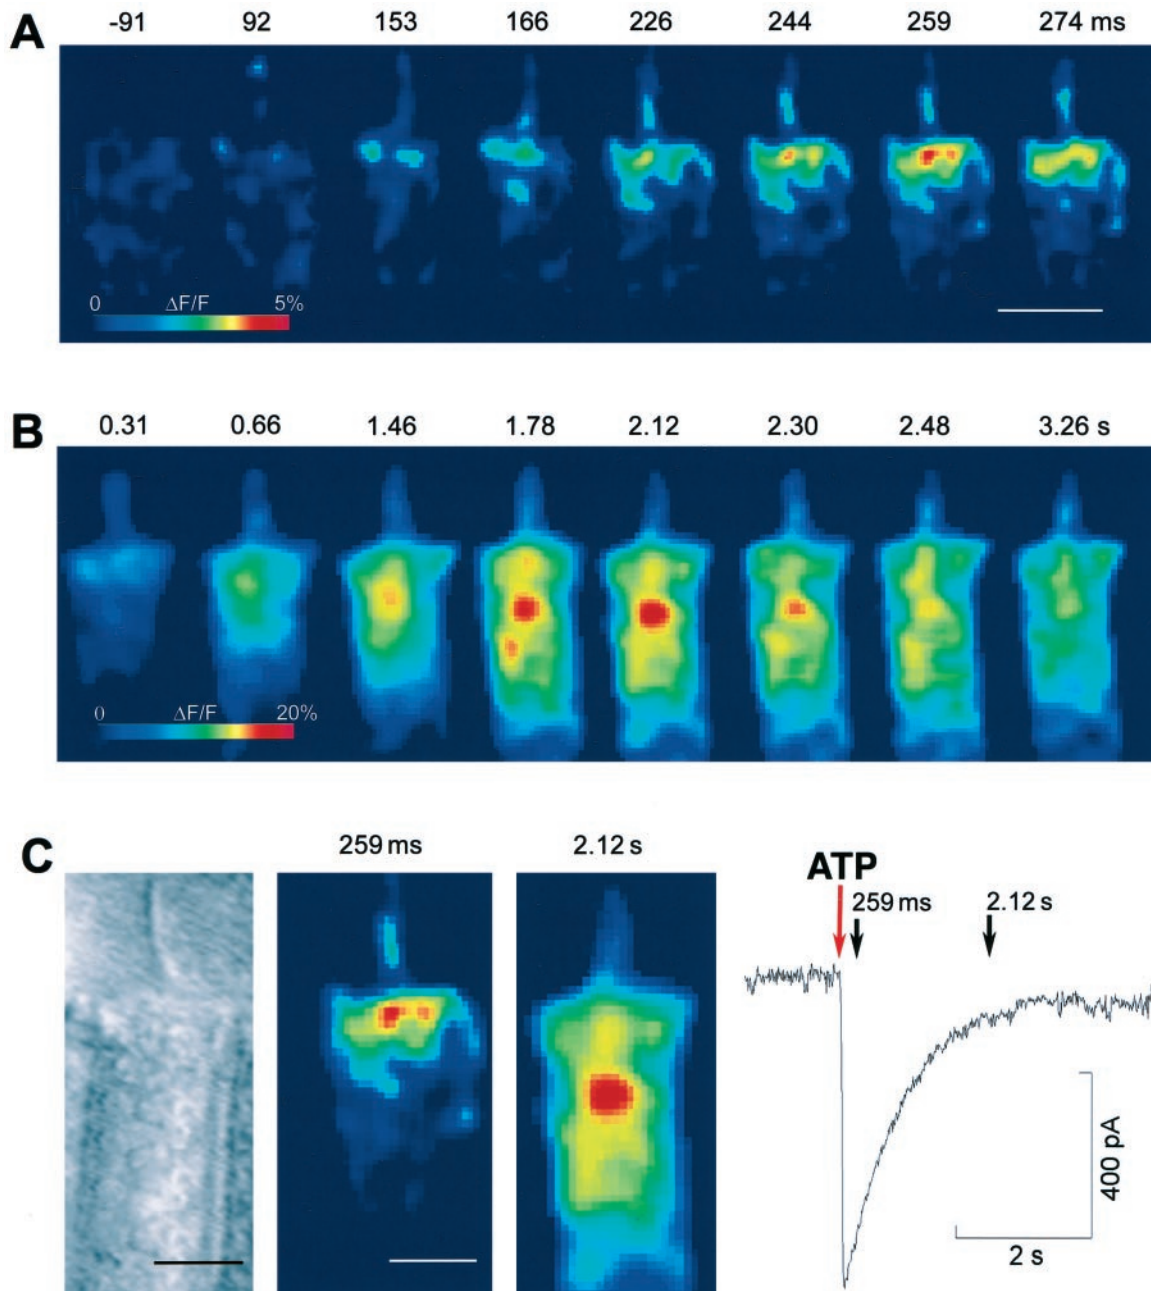 A
-91 92 153 166 226 244 259 274 ms
0 ΔF/F 5%
B
0.31 0.66 1.46 1.78 2.12 2.30 2.48 3.26 s
0 ΔF/F 20%
C
259 ms 2.12 s
ATP
259 ms 2.12 s
400 pA
2 s